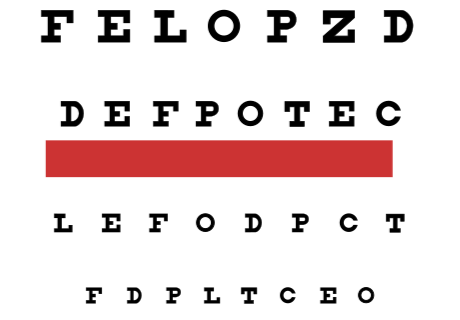 F E L O P Z D
D E F P O T E C
L E F O D P C T
F D P L T C E O